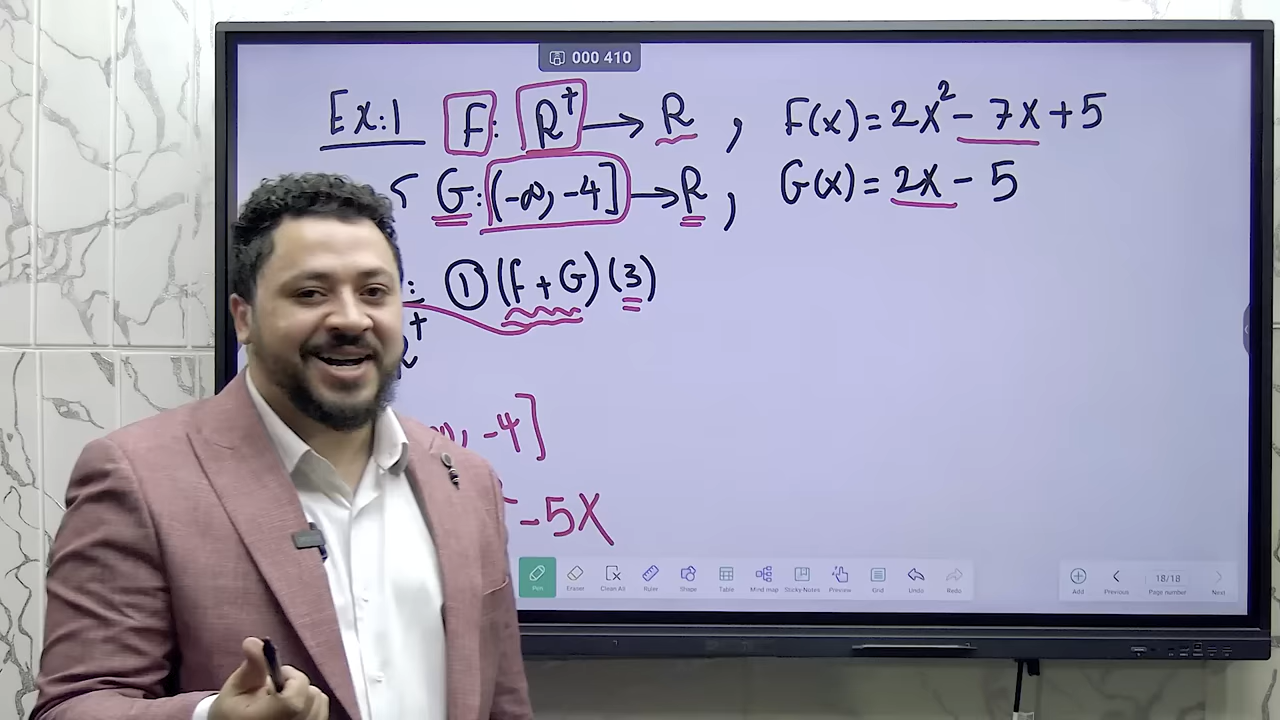 000 410
Ex:1 F: R⁺ → R , F(x) = 2x² - 7x + 5
G: (-∞, -4] → R , G(x) = 2x - 5
: ① (F + G) (3)
R⁺
, -4]
- 5X
Pen Eraser Clean All Ruler Shape Table Mind map Sticky-Notes Preview Grid Undo Redo
Add Previous 18/18 Page number Next